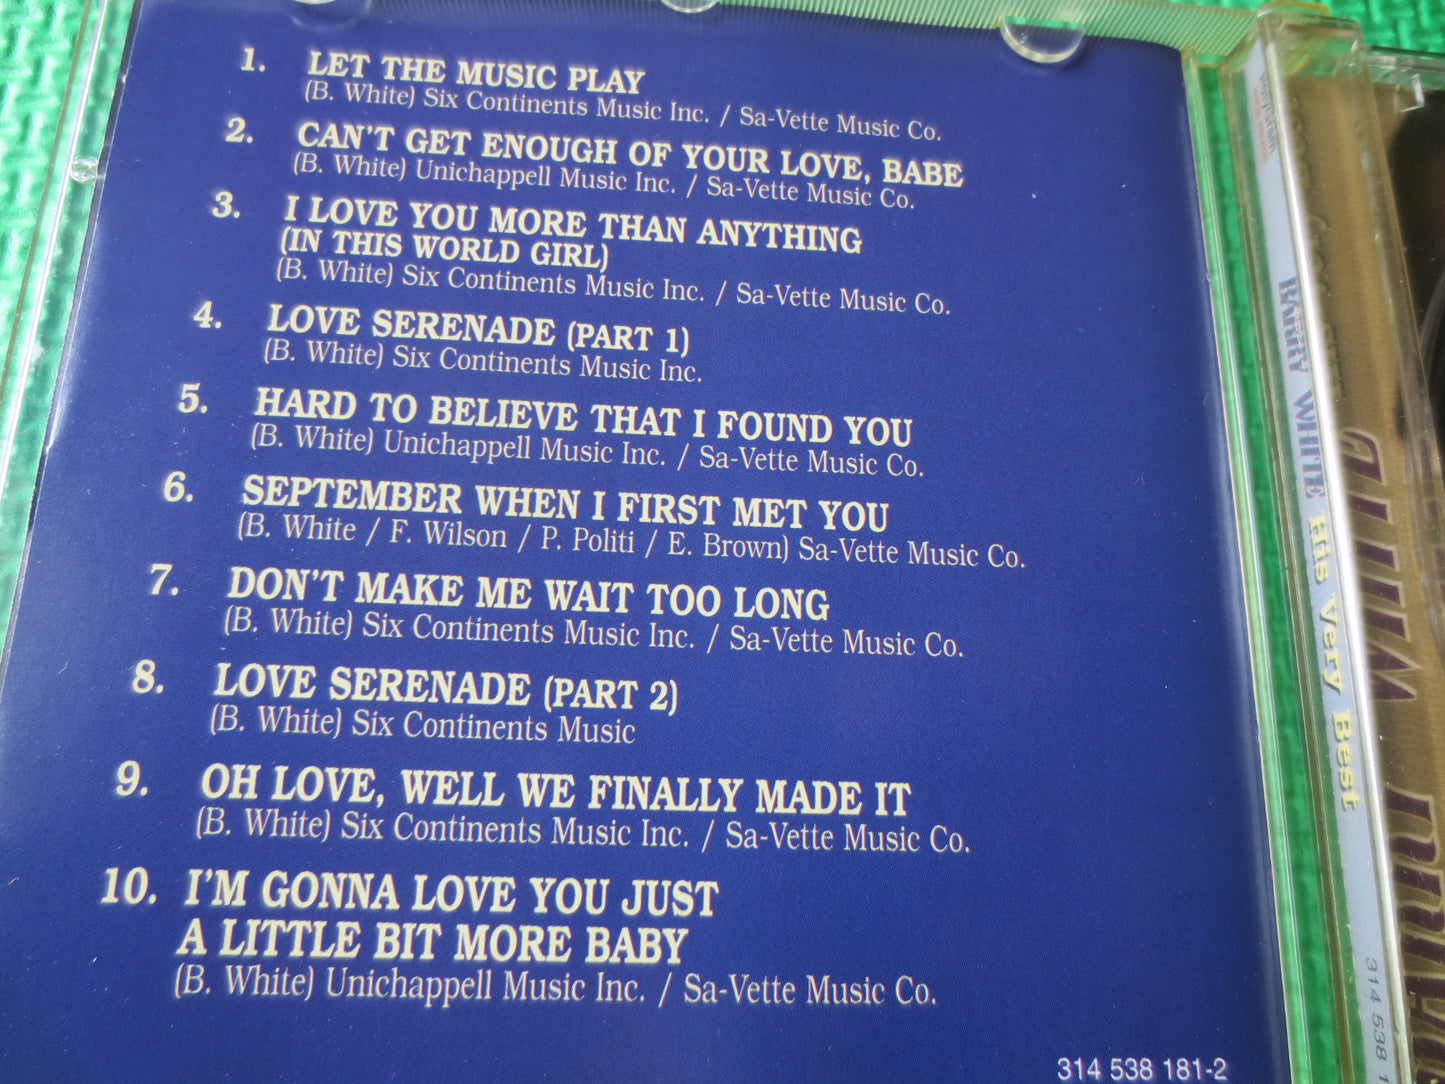 1. LET THE MUSIC PLAY
(B. White) Six Continents Music Inc. / Sa-Vette Music Co.
2. CAN'T GET ENOUGH OF YOUR LOVE, BABE
(B. White) Unichappell Music Inc. / Sa-Vette Music Co.
3. I LOVE YOU MORE THAN ANYTHING
(IN THIS WORLD GIRL)
(B. White) Six Continents Music Inc. / Sa-Vette Music Co.
4. LOVE SERENADE (PART 1)
(B. White) Six Continents Music Inc.
5. HARD TO BELIEVE THAT I FOUND YOU
(B. White) Unichappell Music Inc. / Sa-Vette Music Co.
6. SEPTEMBER WHEN I FIRST MET YOU
(B. White / F. Wilson / P. Politi / E. Brown) Sa-Vette Music Co.
7. DON'T MAKE ME WAIT TOO LONG
(B. White) Six Continents Music Inc. / Sa-Vette Music Co.
8. LOVE SERENADE (PART 2)
(B. White) Six Continents Music
9. OH LOVE, WELL WE FINALLY MADE IT
(B. White) Six Continents Music Inc. / Sa-Vette Music Co.
10. I'M GONNA LOVE YOU JUST
A LITTLE BIT MORE BABY
(B. White) Unichappell Music Inc. / Sa-Vette Music Co.
314 538 181-2
BARRY WHITE His Very Best
314 538 1